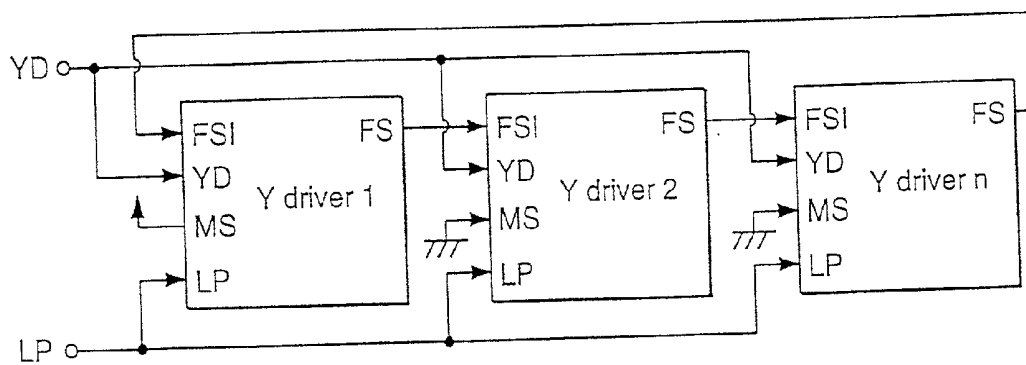 YD
FSI FS
YD
Y driver 1
MS
LP
FSI FS
YD
Y driver 2
MS
LP
FSI FS
YD
Y driver n
MS
LP
LP